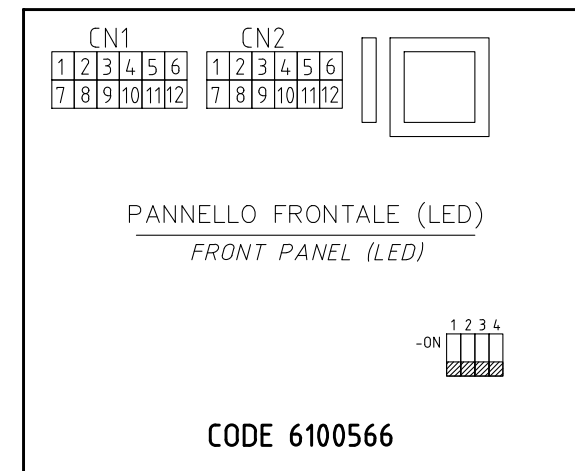 CN1 CN2
1 2 3 4 5 6 1 2 3 4 5 6
7 8 9 10 11 12 7 8 9 10 11 12
PANNELLO FRONTALE (LED)
FRONT PANEL (LED)
1 2 3 4
-ON
CODE 6100566